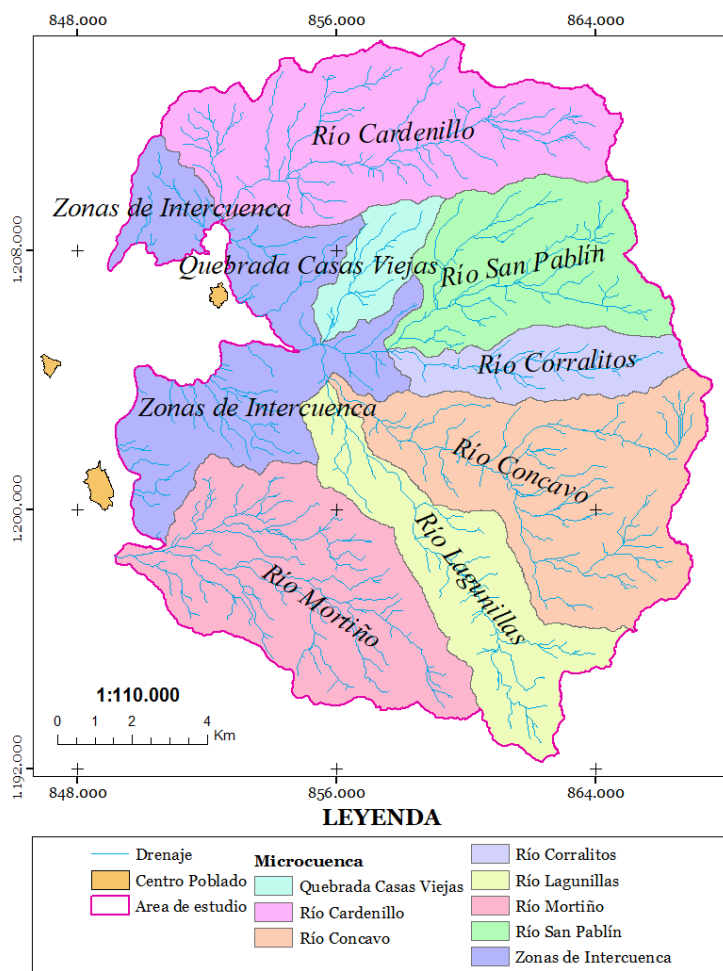 848.000 856.000 864.000
Río Cardenillo
Zonas de Intercuenca
1.208.000
Quebrada Casas Viejas
Río San Pablín
Río Corralitos
Zonas de Intercuenca
Río Concavo
1.200.000
Río Lagunillas
Río Mortiño
1:110.000
0 1 2 4
Km
1.192.000
848.000 856.000 864.000
LEYENDA
Drenaje
Centro Poblado
Area de estudio
Microcuenca
Quebrada Casas Viejas
Río Cardenillo
Río Concavo
Río Corralitos
Río Lagunillas
Río Mortiño
Río San Pablín
Zonas de Intercuenca